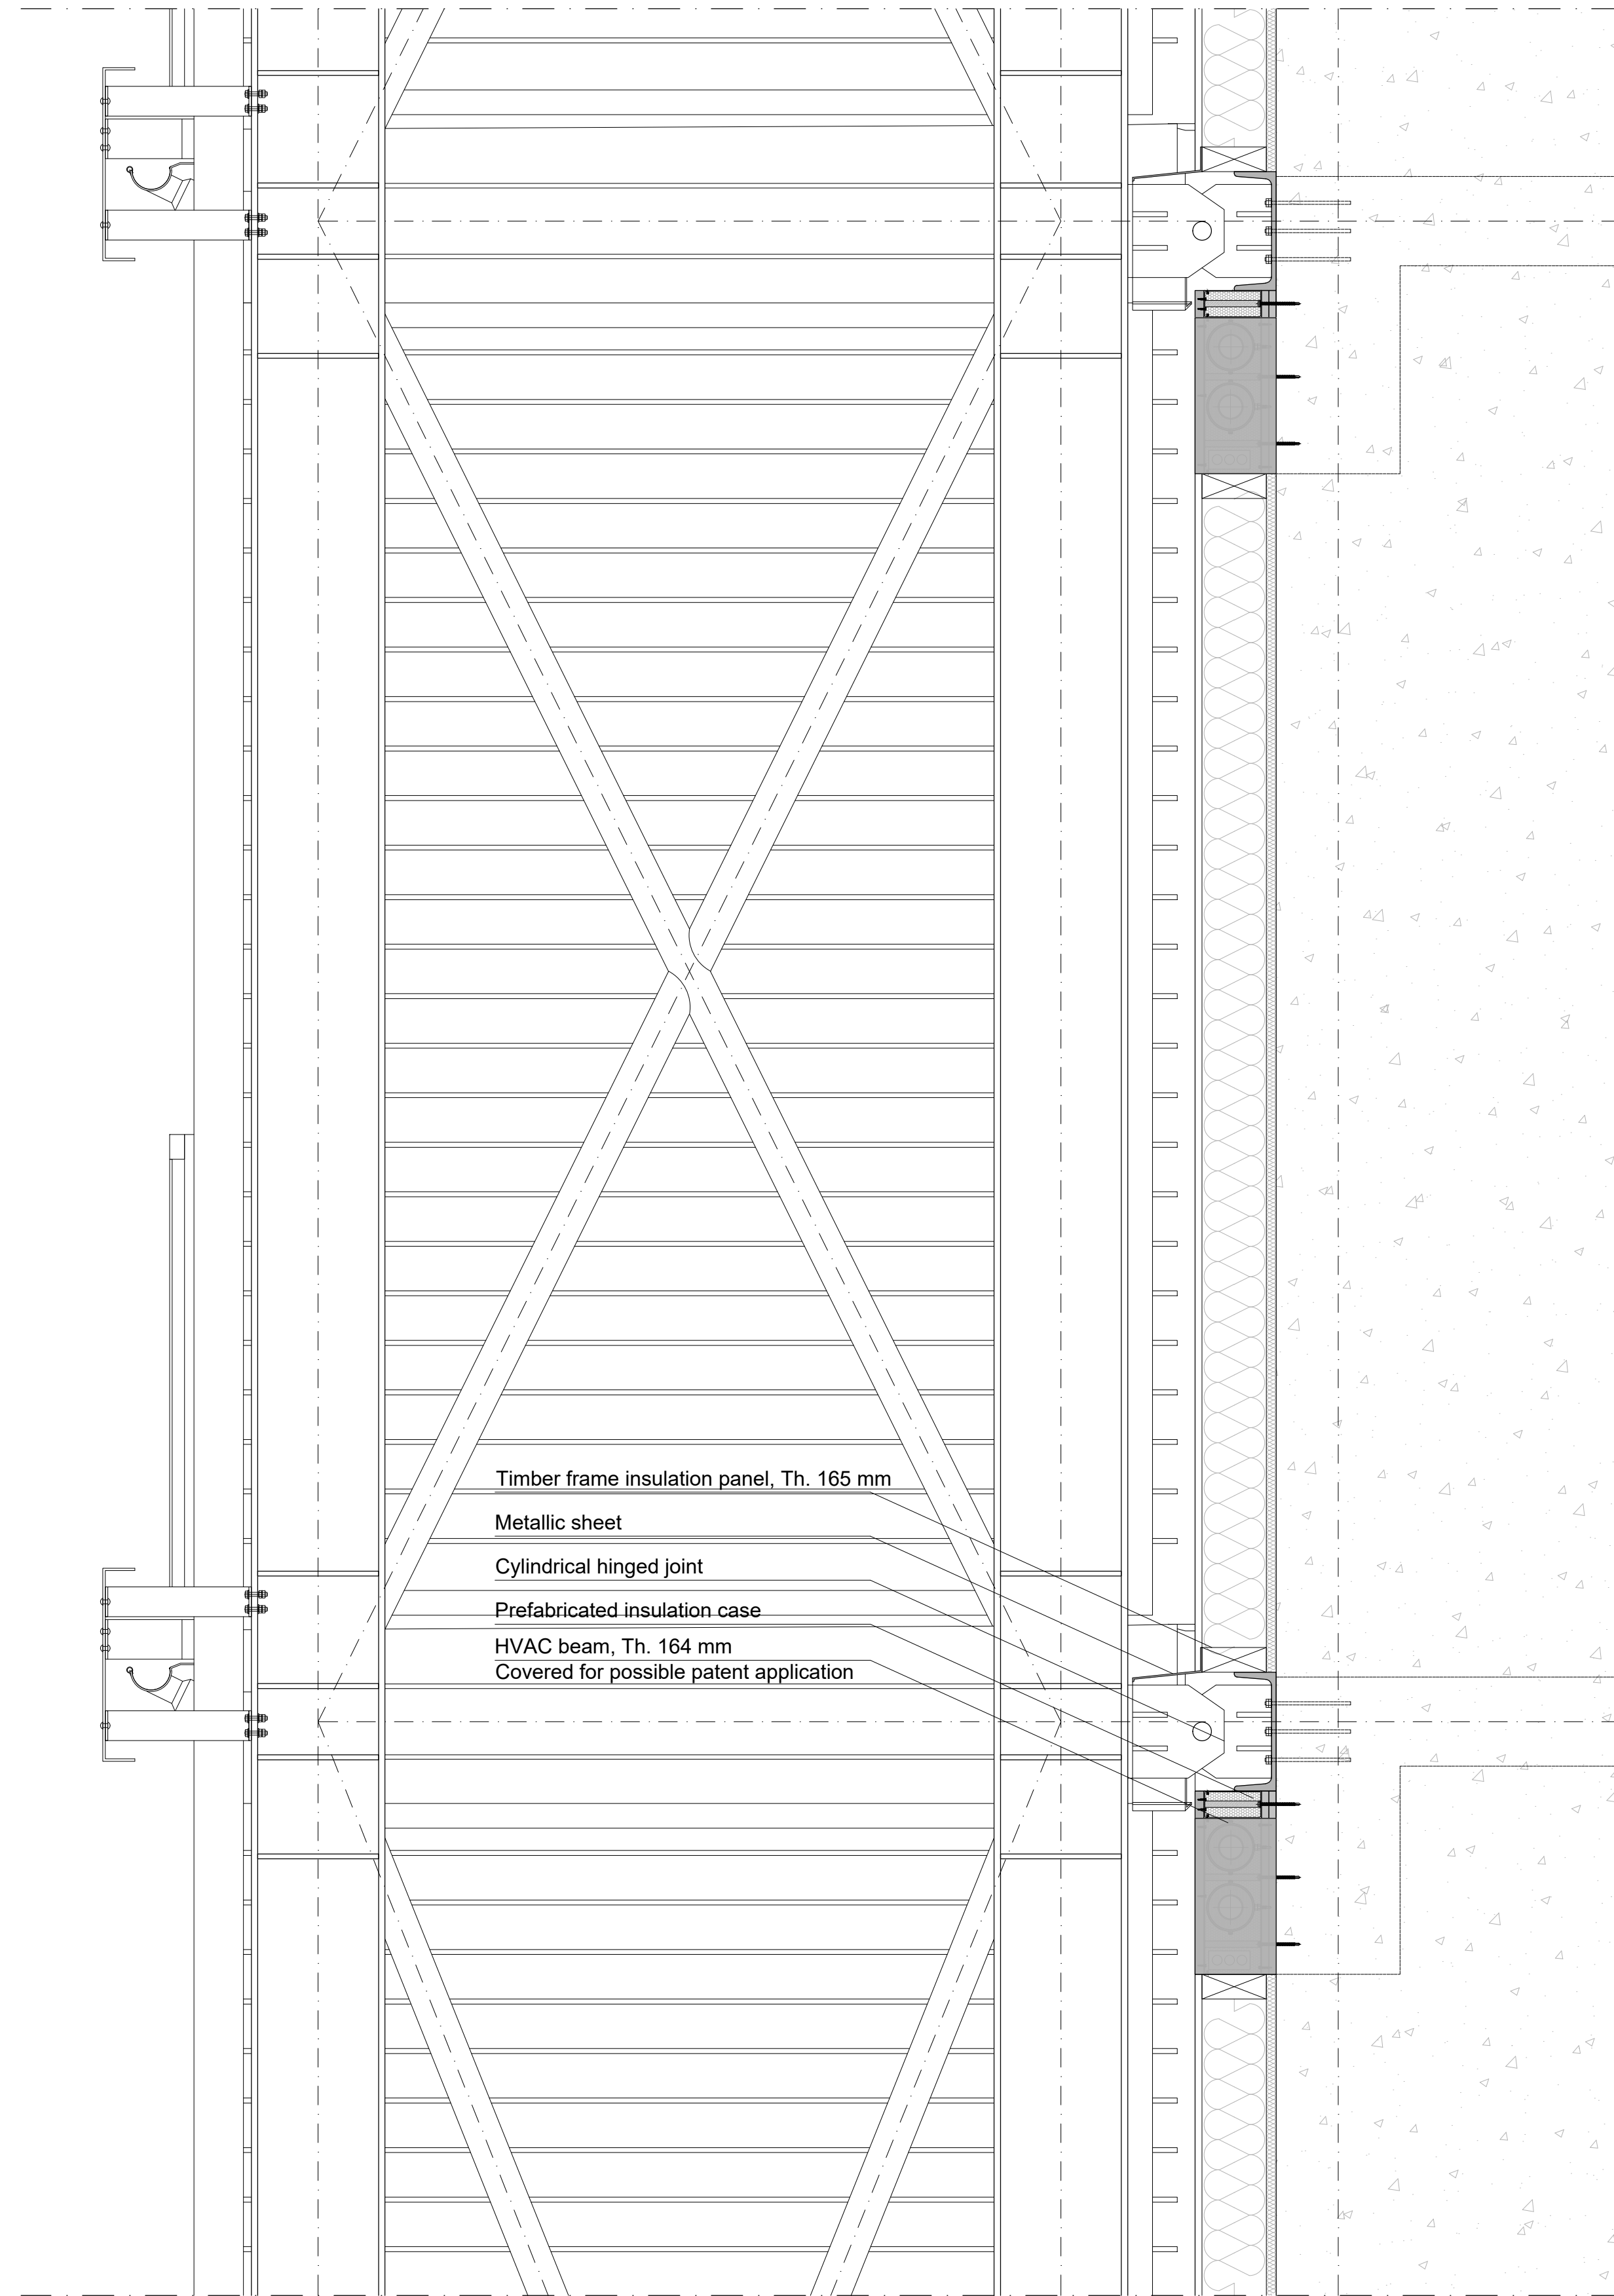 Timber frame insulation panel, Th. 165 mm
Metallic sheet
Cylindrical hinged joint
Prefabricated insulation case
HVAC beam, Th. 164 mm
Covered for possible patent application